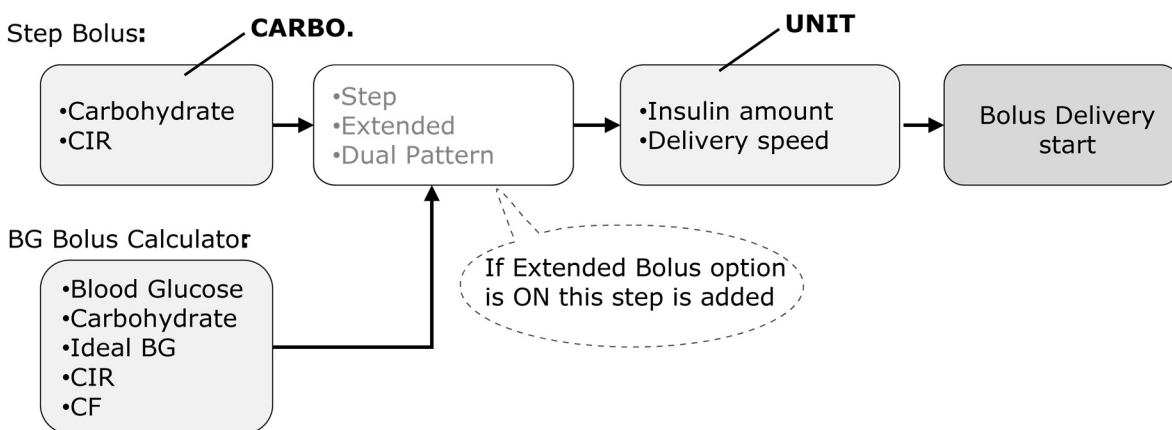 Step Bolus:
CARBO.
UNIT
•Carbohydrate
•CIR
•Step
•Extended
•Dual Pattern
•Insulin amount
•Delivery speed
Bolus Delivery
start
BG Bolus Calculator:
•Blood Glucose
•Carbohydrate
•Ideal BG
•CIR
•CF
If Extended Bolus option
is ON this step is added